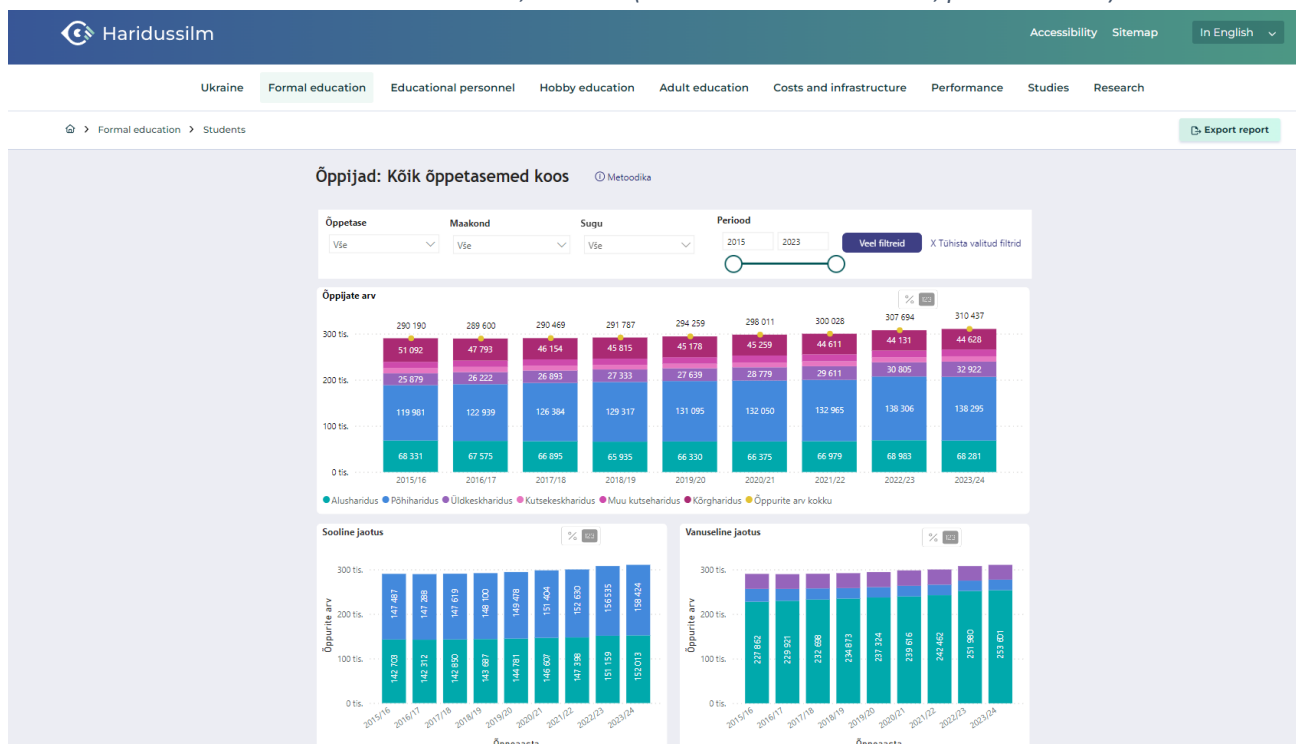 Haridussilm
Accessibility Sitemap In English
Ukraine Formal education Educational personnel Hobby education Adult education Costs and infrastructure Performance Studies Research
Formal education Students
Export report
Õppijad: Kõik õppetasemed koos Metoodika
Õppetase Maakond Sugu Periood
Vše Vše Vše 2015 2023 Veel filtreid X Tühista valitud filtrid
Õppijate arv
% 123
290 190 289 600 290 469 291 787 294 259 298 011 300 028 307 694 310 437
300 tis.
51 092 47 793 46 154 45 815 45 178 45 259 44 611 44 131 44 628
200 tis.
25 879 26 222 26 893 27 333 27 639 28 779 29 611 30 805 32 922
119 981 122 939 126 384 129 317 131 095 132 050 132 965 138 306 138 295
100 tis.
68 331 67 575 66 895 65 935 66 330 66 375 66 979 68 983 68 281
0 tis.
2015/16 2016/17 2017/18 2018/19 2019/20 2020/21 2021/22 2022/23 2023/24
Alusharidus Põhiharidus Üldkeskharidus Kutsekeskharidus Muu kutseharidus Kõrgharidus Õppurite arv kokku
Sooline jaotus
% 123
Õppurite arv
300 tis.
200 tis.
100 tis.
0 tis.
147 487 147 288 147 619 148 100 149 478 151 404 152 630 156 535 158 424
142 703 142 312 142 850 143 687 144 781 146 607 147 398 151 159 152 013
2015/16 2016/17 2017/18 2018/19 2019/20 2020/21 2021/22 2022/23 2023/24
Vanuseline jaotus
% 123
Õppurite arv
300 tis.
200 tis.
100 tis.
0 tis.
227 862 229 921 232 698 234 873 237 324 239 616 242 462 251 980 253 601
2015/16 2016/17 2017/18 2018/19 2019/20 2020/21 2021/22 2022/23 2023/24